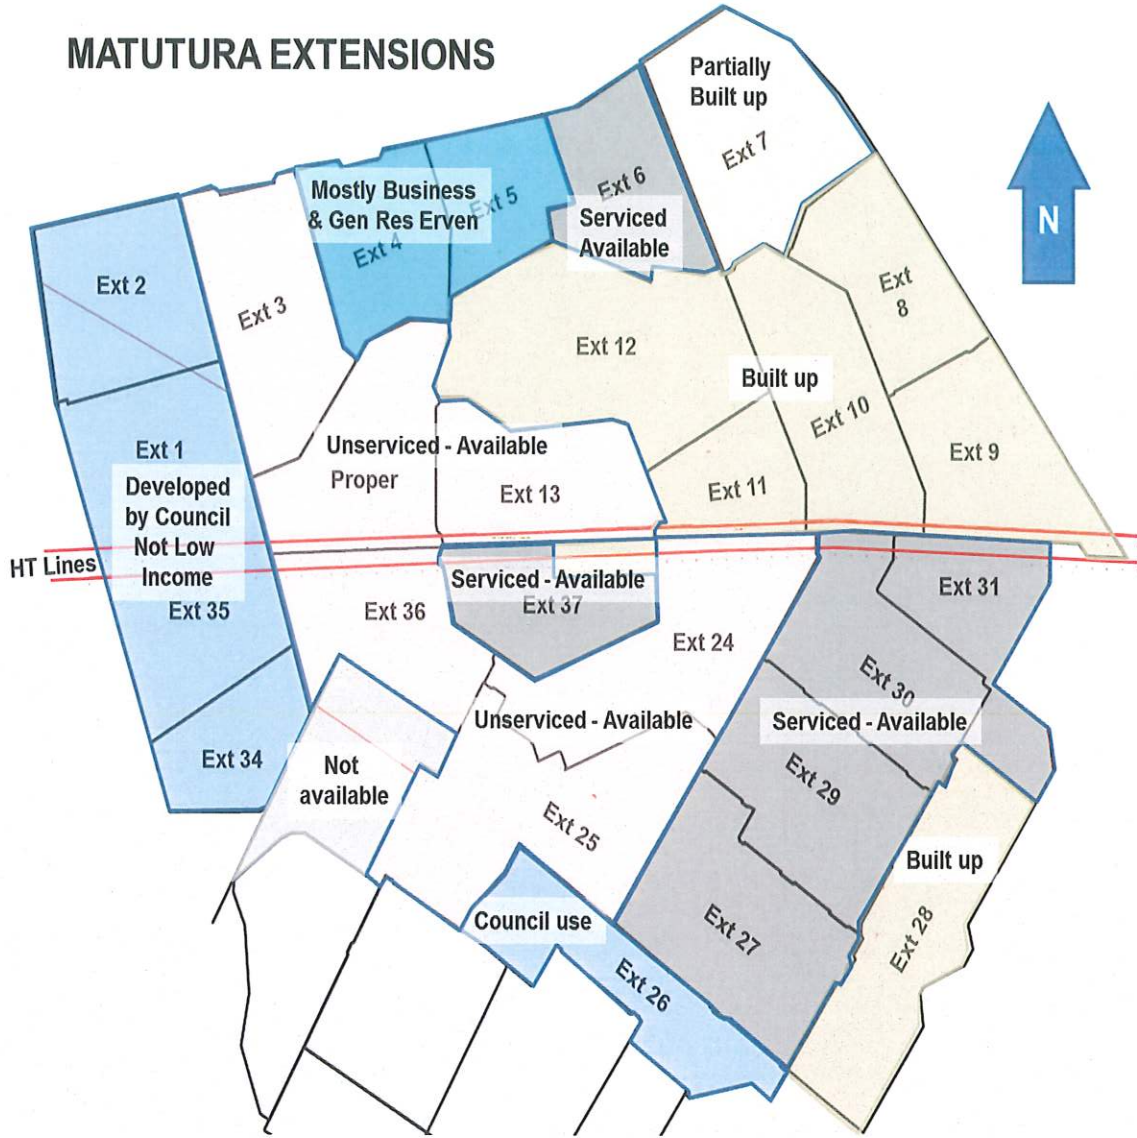 MATUTURA EXTENSIONS
Partially
Built up
Ext 7
N
Mostly Business
& Gen Res Erven
Ext 5
Ext 4
Ext 6
Serviced
Available
Ext 2
Ext 3
Ext 8
Ext 12
Built up
Ext 10
Ext 9
Ext 1
Developed
by Council
Not Low
Income
Unserviced - Available
Proper
Ext 13
Ext 11
HT Lines
Serviced - Available
Ext 37
Ext 31
Ext 35
Ext 36
Ext 24
Ext 30
Unserviced - Available
Serviced - Available
Ext 34
Not
available
Ext 29
Ext 25
Built up
Council use
Ext 27
Ext 28
Ext 26